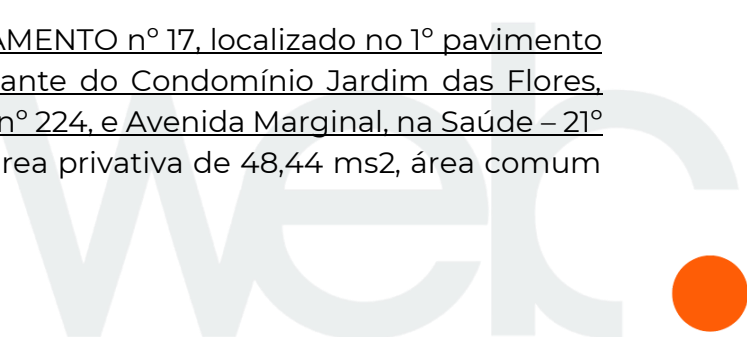 AMENTO nº 17, localizado no 1º pavimento
ante do Condomínio Jardim das Flores,
nº 224, e Avenida Marginal, na Saúde – 21º
rea privativa de 48,44 ms2, área comum
web.